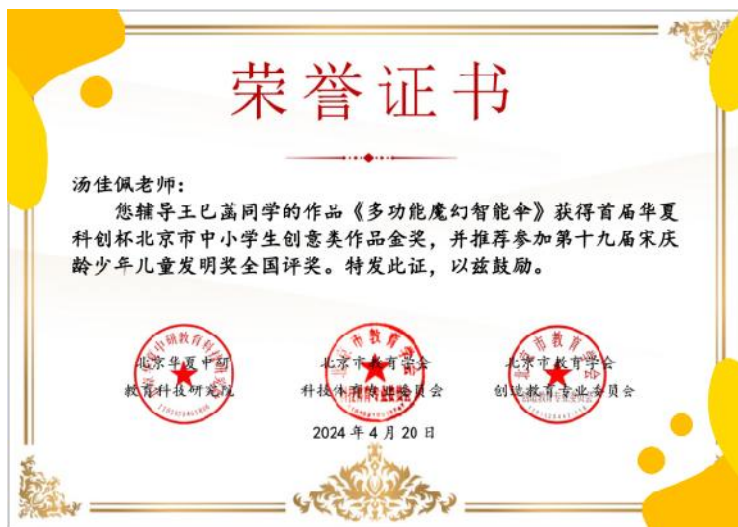 荣誉证书
汤佳佩老师：
您辅导王已菡同学的作品《多功能魔幻智能伞》获得首届华夏
科创杯北京市中小学生创意类作品金奖，并推荐参加第十九届宋庆
龄少年儿童发明奖全国评奖。特发此证，以兹鼓励。
北京华夏中研
教育科技研究院
北京市教育学会
科技体育专业委员会
北京市教育学会
创造教育专业委员会
2024年4月20日